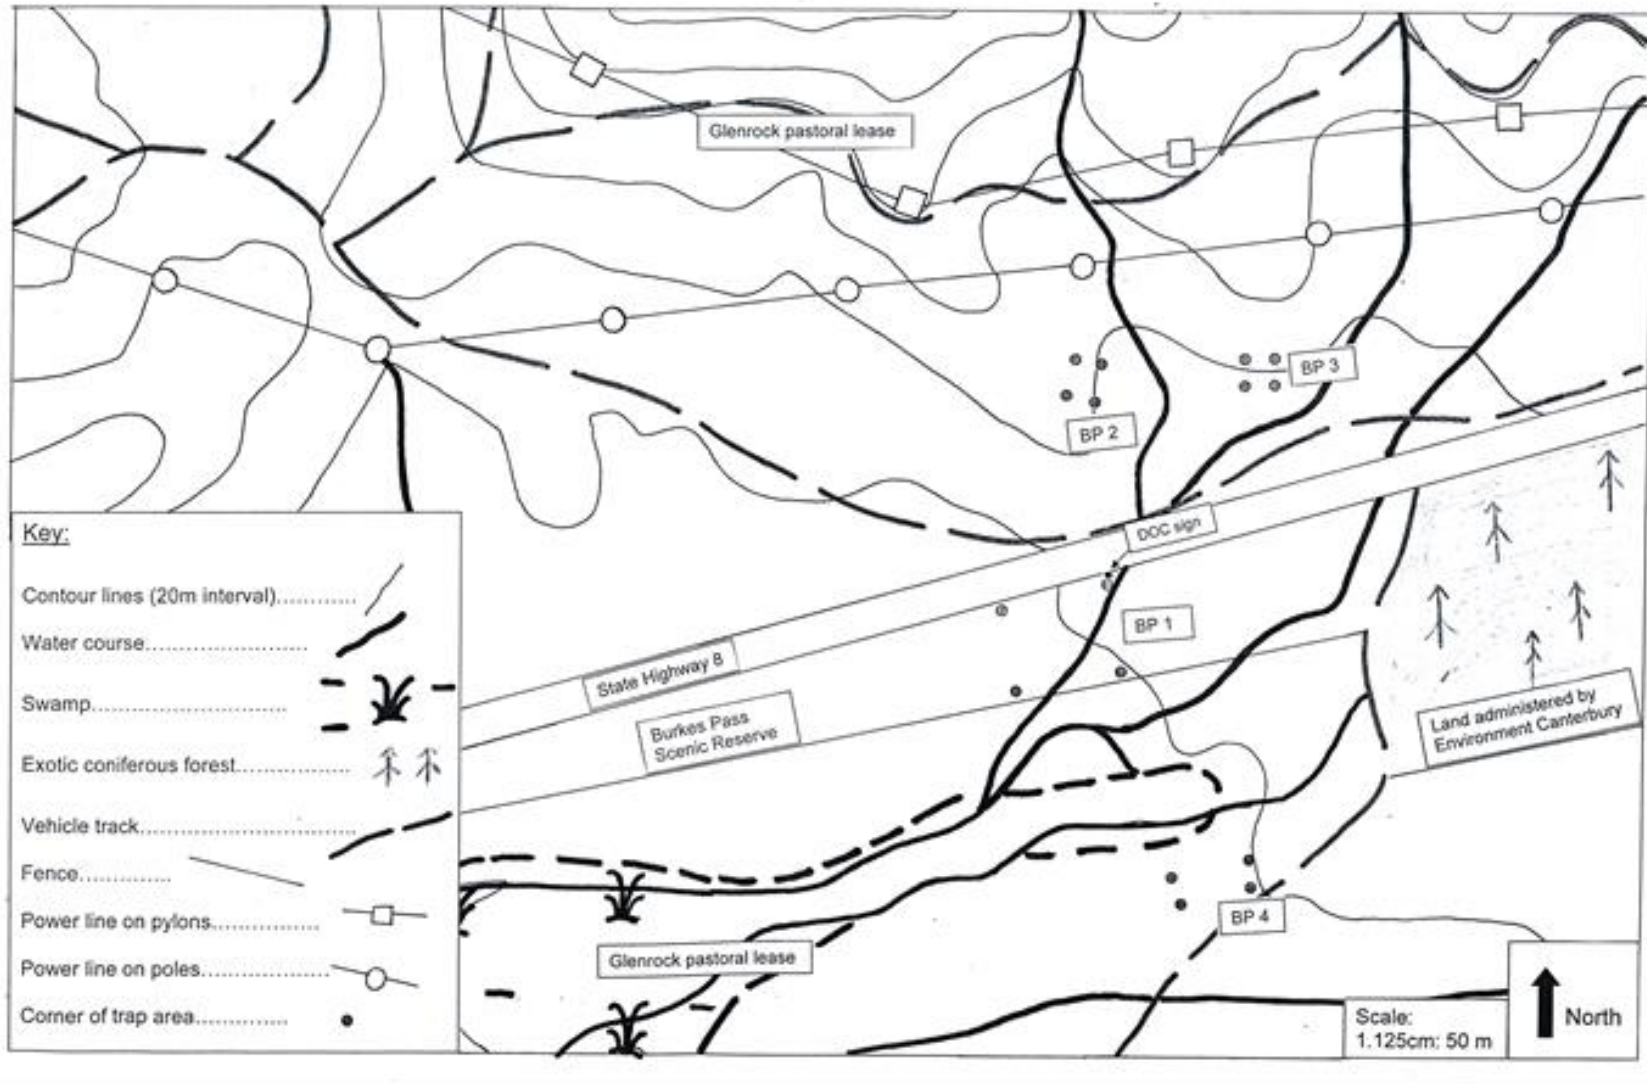 Glenrock pastoral lease
BP 3
BP 2
DOC sign
BP 1
State Highway 8
Burkes Pass
Scenic Reserve
Land administered by
Environment Canterbury
BP 4
Glenrock pastoral lease
Key:
Contour lines (20m interval)............
Water course........................
Swamp.............................
Exotic coniferous forest.................
Vehicle track................................
Fence..............
Power line on pylons................
Power line on poles...................
Corner of trap area..............
Scale:
1.125cm: 50 m
North